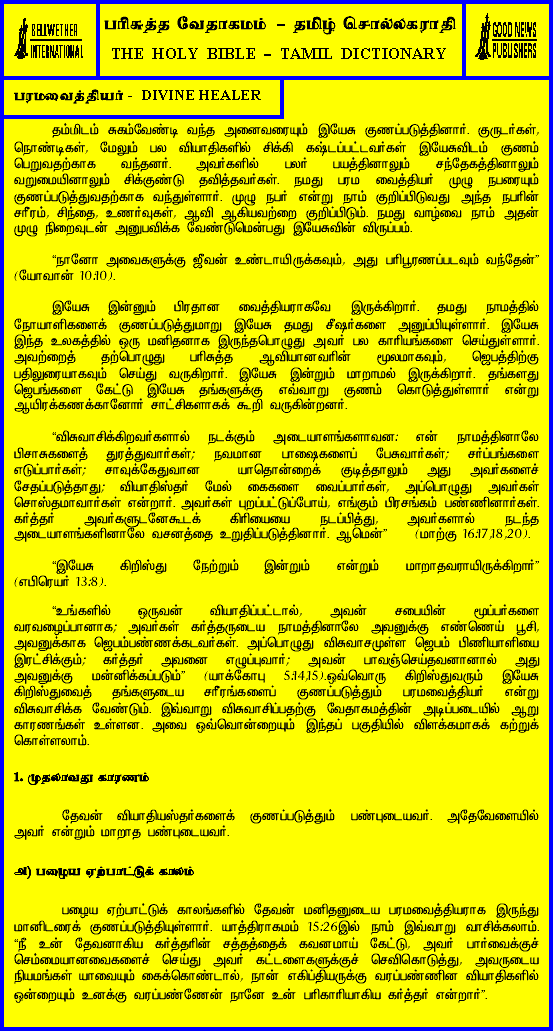 BELLWETHER
INTERNATIONAL
பரிசுத்த வேதாகமம் – தமிழ் சொல்லகராதி
THE HOLY BIBLE – TAMIL DICTIONARY
GOOD NEWS
PUBLISHERS
பரமவைத்தியர் - DIVINE HEALER
தம்மிடம் சுகம்வேண்டி வந்த அனைவரையும் இயேசு குணப்படுத்தினார். குருடர்கள்,
நொண்டிகள், மேலும் பல வியாதிகளில் சிக்கி கஷ்டப்பட்டவர்கள் இயேசுவிடம் குணம்
பெறுவதற்காக வந்தனர். அவர்களில் பலர் பயத்தினாலும் சந்தேகத்தினாலும்
வறுமையினாலும் சிக்குண்டு தவித்தவர்கள். நமது பரம வைத்தியர் முழு நபரையும்
குணப்படுத்துவதற்காக வந்துள்ளார். முழு நபர் என்று நாம் குறிப்பிடுவது அந்த நபரின்
சரீரம், சிந்தை, உணர்வுகள், ஆவி ஆகியவற்றை குறிப்பிடும். நமது வாழ்வை நாம் அதன்
முழு நிறைவுடன் அனுபவிக்க வேண்டுமென்பது இயேசுவின் விருப்பம்.
“நானோ அவைகளுக்கு ஜீவன் உண்டாயிருக்கவும், அது பரிபூரணப்படவும் வந்தேன்”
(யோவான் 10:10).
இயேசு இன்னும் பிரதான வைத்தியராகவே இருக்கிறார். தமது நாமத்தில்
நோயாளிகளைக் குணப்படுத்துமாறு இயேசு தமது சீஷர்களை அனுப்பியுள்ளார். இயேசு
இந்த உலகத்தில் ஒரு மனிதனாக இருந்தபொழுது அவர் பல காரியங்களை செய்துள்ளார்.
அவற்றைத் தற்பொழுது பரிசுத்த ஆவியானவரின் மூலமாகவும், ஜெபத்திற்கு
பதிலுரையாகவும் செய்து வருகிறார். இயேசு இன்றும் மாறாமல் இருக்கிறார். தங்களது
ஜெபங்களை கேட்டு இயேசு தங்களுக்கு எவ்வாறு குணம் கொடுத்துள்ளார் என்று
ஆயிரக்கணக்கானோர் சாட்சிகளாகக் கூறி வருகின்றனர்.
“விசுவாசிக்கிறவர்களால் நடக்கும் அடையாளங்களாவன: என் நாமத்தினாலே
பிசாசுகளைத் துரத்துவார்கள்; நவமான பாஷைகளைப் பேசுவார்கள்; சர்ப்பங்களை
எடுப்பார்கள்; சாவுக்கேதுவான யாதொன்றைக் குடித்தாலும் அது அவர்களைச்
சேதப்படுத்தாது; வியாதிஸ்தர் மேல் கைகளை வைப்பார்கள், அப்பொழுது அவர்கள்
சொஸ்தமாவார்கள் என்றார். அவர்கள் புறப்பட்டுப்போய், எங்கும் பிரசங்கம் பண்ணினார்கள்.
கர்த்தர் அவர்களுடனேகூடக் கிரியையை நடப்பித்து, அவர்களால் நடந்த
அடையாளங்களினாலே வசனத்தை உறுதிப்படுத்தினார். ஆமென்” (மாற்கு 16:17,18,20).
“இயேசு கிறிஸ்து நேற்றும் இன்றும் என்றும் மாறாதவராயிருக்கிறார்”
(எபிரெயர் 13:8).
“உங்களில் ஒருவன் வியாதிப்பட்டால், அவன் சபையின் மூப்பர்களை
வரவழைப்பானாக; அவர்கள் கர்த்தருடைய நாமத்தினாலே அவனுக்கு எண்ணெய் பூசி,
அவனுக்காக ஜெபம்பண்ணக்கடவர்கள். அப்பொழுது விசுவாசமுள்ள ஜெபம் பிணியாளியை
இரட்சிக்கும்; கர்த்தர் அவனை எழுப்புவார்; அவன் பாவஞ்செய்தவனானால் அது
அவனுக்கு மன்னிக்கப்படும்” (யாக்கோபு 5:14,15).ஒவ்வொரு கிறிஸ்துவரும் இயேசு
கிறிஸ்துவைத் தங்களுடைய சரீரங்களைப் குணப்படுத்தும் பரமவைத்தியர் என்று
விசுவாசிக்க வேண்டும். இவ்வாறு விசுவாசிப்பதற்கு வேதாகமத்தின் அடிப்படையில் ஆறு
காரணங்கள் உள்ளன. அவை ஒவ்வொன்றையும் இந்தப் பகுதியில் விளக்கமாகக் கற்றுக்
கொள்ளலாம்.
1. முதலாவது காரணம்
தேவன் வியாதியஸ்தர்களைக் குணப்படுத்தும் பண்புடையவர். அதேவேளையில்
அவர் என்றும் மாறாத பண்புடையவர்.
அ) பழைய ஏற்பாட்டுக் காலம்
பழைய ஏற்பாட்டுக் காலங்களில் தேவன் மனிதனுடைய பரமவைத்தியராக இருந்து
மானிடரைக் குணப்படுத்தியுள்ளார். யாத்திராகமம் 15:26இல் நாம் இவ்வாறு வாசிக்கலாம்.
“நீ உன் தேவனாகிய கர்த்தரின் சத்தத்தைக் கவனமாய் கேட்டு, அவர் பார்வைக்குச்
செம்மையானவைகளைச் செய்து அவர் கட்டளைகளுக்குச் செவிகொடுத்து, அவருடைய
நியமங்கள் யாவையும் கைக்கொண்டால், நான் எகிப்தியருக்கு வரப்பண்ணின வியாதிகளில்
ஒன்றையும் உனக்கு வரப்பண்ணேன் நானே உன் பரிகாரியாகிய கர்த்தர் என்றார்”.